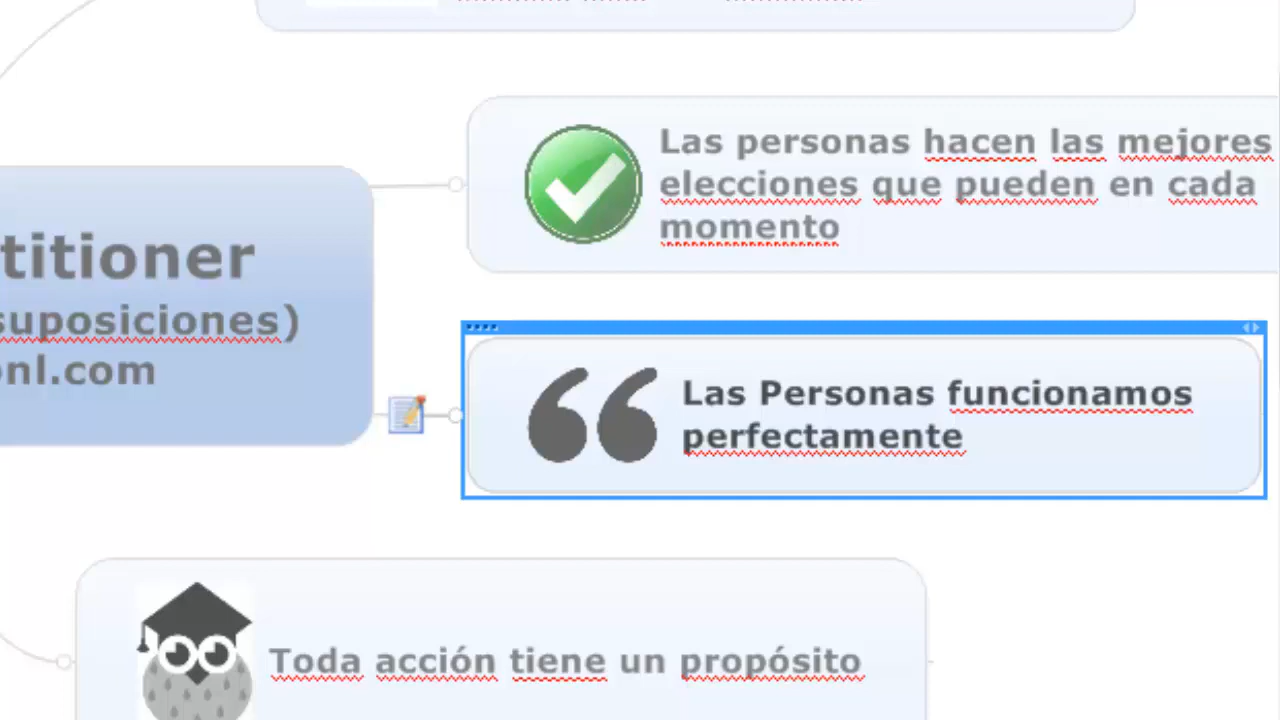 Las personas hacen las mejores
elecciones que pueden en cada
momento
titioner
suposiciones)
onl.com
Las Personas funcionamos
perfectamente
Toda acción tiene un propósito